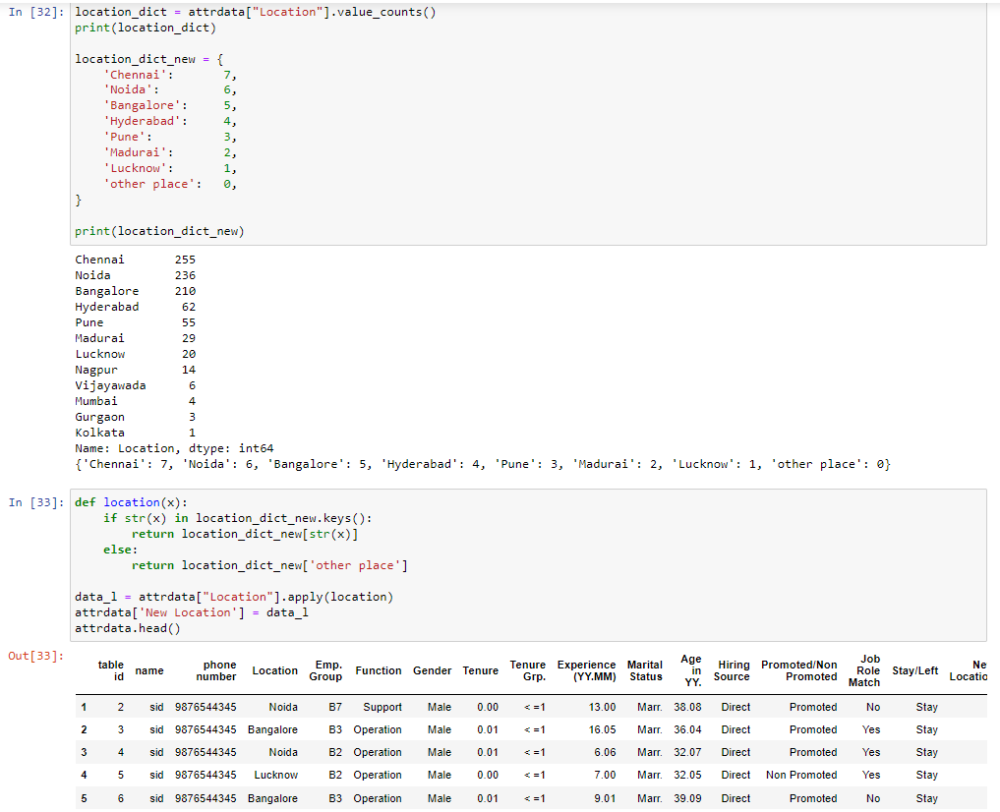 In [32]: location_dict = attrdata["Location"].value_counts()
print(location_dict)
location_dict_new = {
'Chennai': 7,
'Noida': 6,
'Bangalore': 5,
'Hyderabad': 4,
'Pune': 3,
'Madurai': 2,
'Lucknow': 1,
'other place': 0,
}
print(location_dict_new)
Chennai 255
Noida 236
Bangalore 210
Hyderabad 62
Pune 55
Madurai 29
Lucknow 20
Nagpur 14
Vijayawada 6
Mumbai 4
Gurgaon 3
Kolkata 1
Name: Location, dtype: int64
{'Chennai': 7, 'Noida': 6, 'Bangalore': 5, 'Hyderabad': 4, 'Pune': 3, 'Madurai': 2, 'Lucknow': 1, 'other place': 0}
In [33]: def location(x):
if str(x) in location_dict_new.keys():
return location_dict_new[str(x)]
else:
return location_dict_new['other place']
data_l = attrdata["Location"].apply(location)
attrdata['New Location'] = data_l
attrdata.head()
Out[33]:
table id name phone number Location Emp. Group Function Gender Tenure Tenure Grp. Experience (YY.MM) Marital Status Age in YY. Hiring Source Promoted/Non Promoted Job Role Match Stay/Left Ne Locatio
1 2 sid 9876544345 Noida B7 Support Male 0.00 < =1 13.00 Marr. 38.08 Direct Promoted No Stay
2 3 sid 9876544345 Bangalore B3 Operation Male 0.01 < =1 16.05 Marr. 36.04 Direct Promoted Yes Stay
3 4 sid 9876544345 Noida B2 Operation Male 0.01 < =1 6.06 Marr. 32.07 Direct Promoted Yes Stay
4 5 sid 9876544345 Lucknow B2 Operation Male 0.00 < =1 7.00 Marr. 32.05 Direct Non Promoted Yes Stay
5 6 sid 9876544345 Bangalore B3 Operation Male 0.01 < =1 9.01 Marr. 39.09 Direct Promoted No Stay